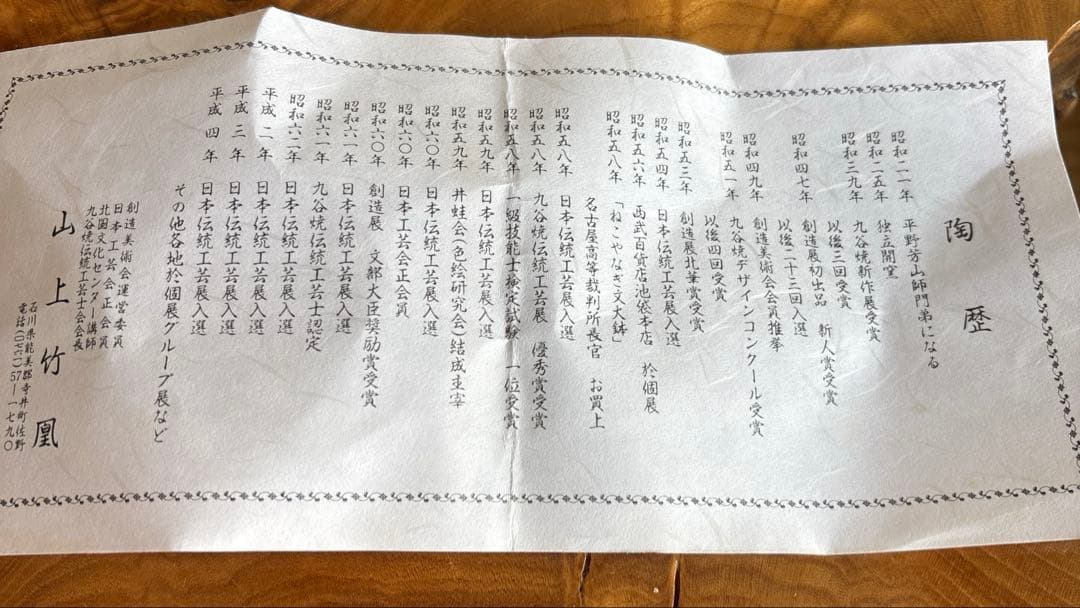 陶歴
昭和二一年 平野芳山師門弟になる
昭和二五年 独立開窯
昭和三九年 九谷焼新作展受賞
以後三回受賞
昭和四七年 創造展初出品 新人賞受賞
以後二十三回入選
昭和四九年 創造美術会会員推挙
昭和五一年 九谷焼デザインコンクール受賞
以後四回受賞
昭和五三年 創造展北葉賞受賞
昭和五四年 日本伝統工芸展入選
昭和五六年 西武百貨店池袋本店 於個展
昭和五八年 「ねこやなぎ文大鉢」
名古屋高等裁判所長官 お買上
昭和五八年 日本伝統工芸展入選
昭和五八年 九谷焼伝統工芸展 優秀賞受賞
昭和五八年 一級技能士検定試験 一位受賞
昭和五九年 日本伝統工芸展入選
昭和五九年 井蛙会(色絵研究会)結成主宰
昭和六〇年 日本伝統工芸展入選
昭和六〇年 日本工芸会正会員
昭和六〇年 創造展 文部大臣奨励賞受賞
昭和六一年 日本伝統工芸展入選
昭和六一年 九谷焼伝統工芸士認定
昭和六二年 日本伝統工芸展入選
平成二年 日本伝統工芸展入選
平成三年 日本伝統工芸展入選
平成四年 日本伝統工芸展入選
その他各地於個展グループ展など
創造美術会運営委員
日本工芸会正会員
北国文化センター講師
九谷焼伝統工芸士会会長
山上竹凰
石川県能美郡寺井町佐野
電話(〇七六一)57―一七九〇